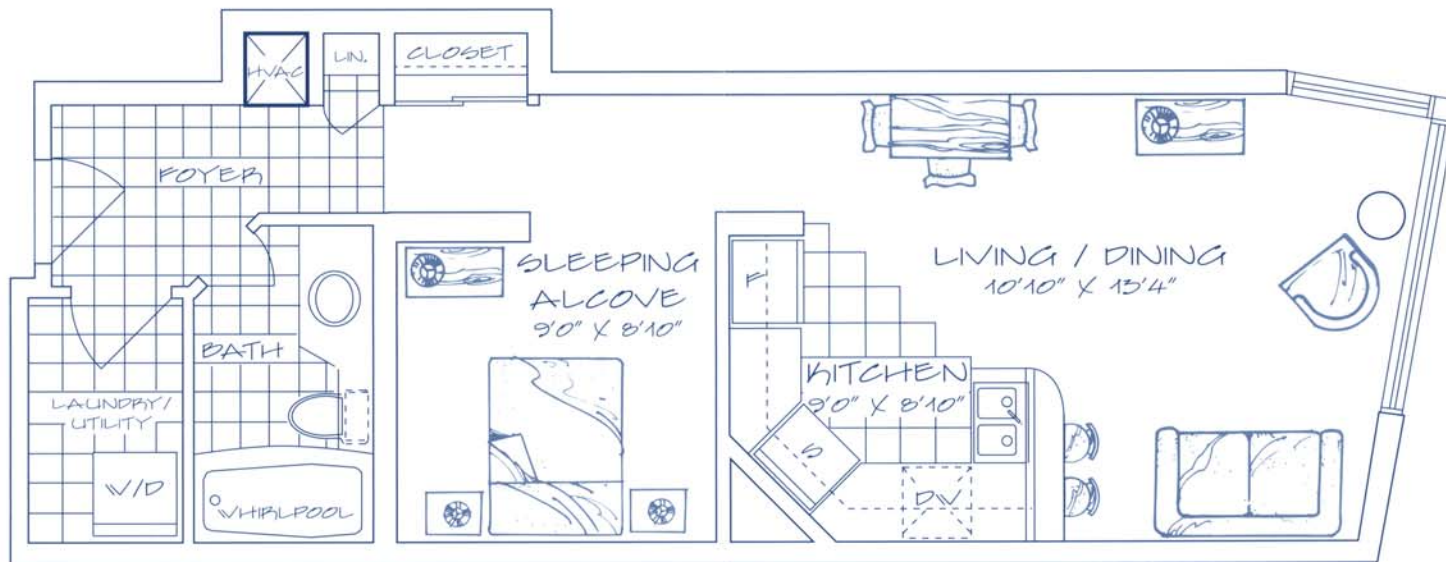 HVAC
LIN.
CLOSET
FOYER
SLEEPING
ALCOVE
9'0" X 8'10"
LIVING / DINING
10'10" X 13'4"
F
BATH
KITCHEN
9'0" X 8'10"
LAUNDRY/
UTILITY
S
W/D
WHIRLPOOL
DW